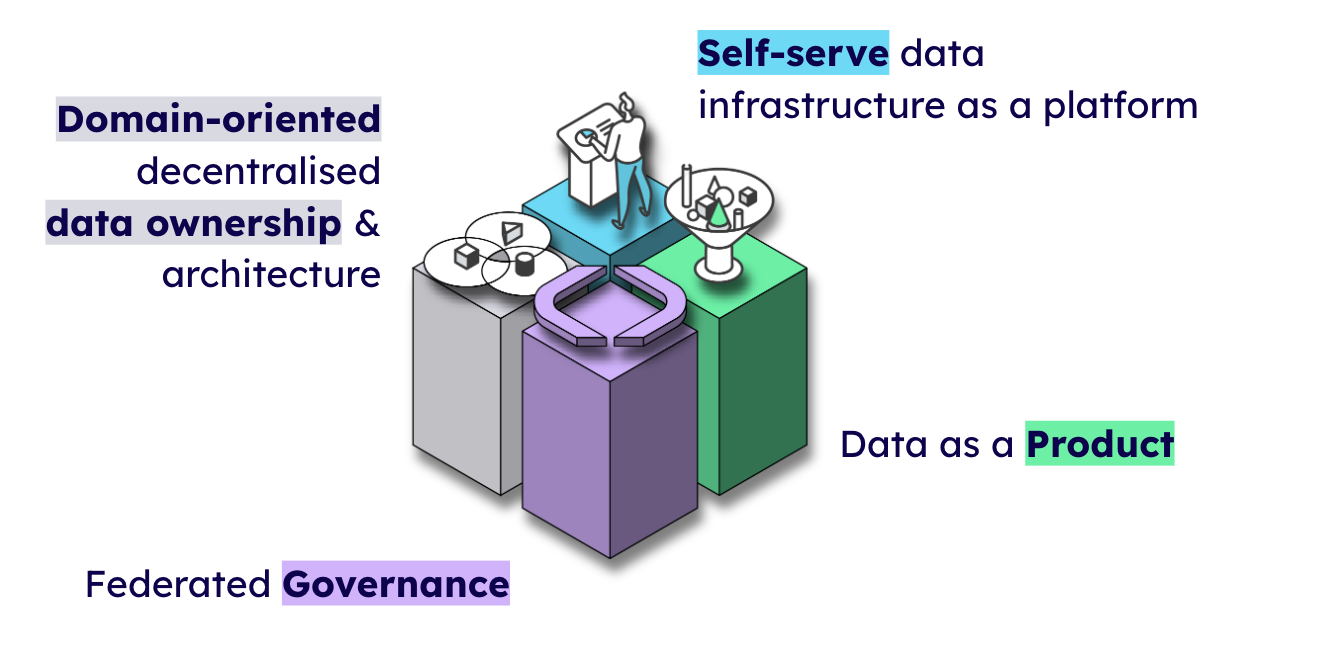 Self-serve data
infrastructure as a platform
Domain-oriented
decentralised
data ownership &
architecture
Data as a Product
Federated Governance